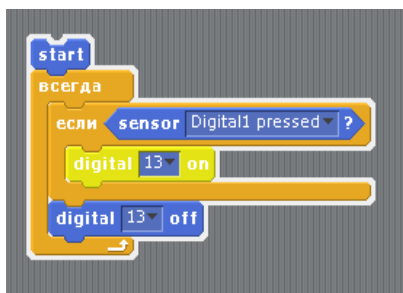 start
всегда
если sensor Digital1 pressed ?
digital 13 on
digital 13 off